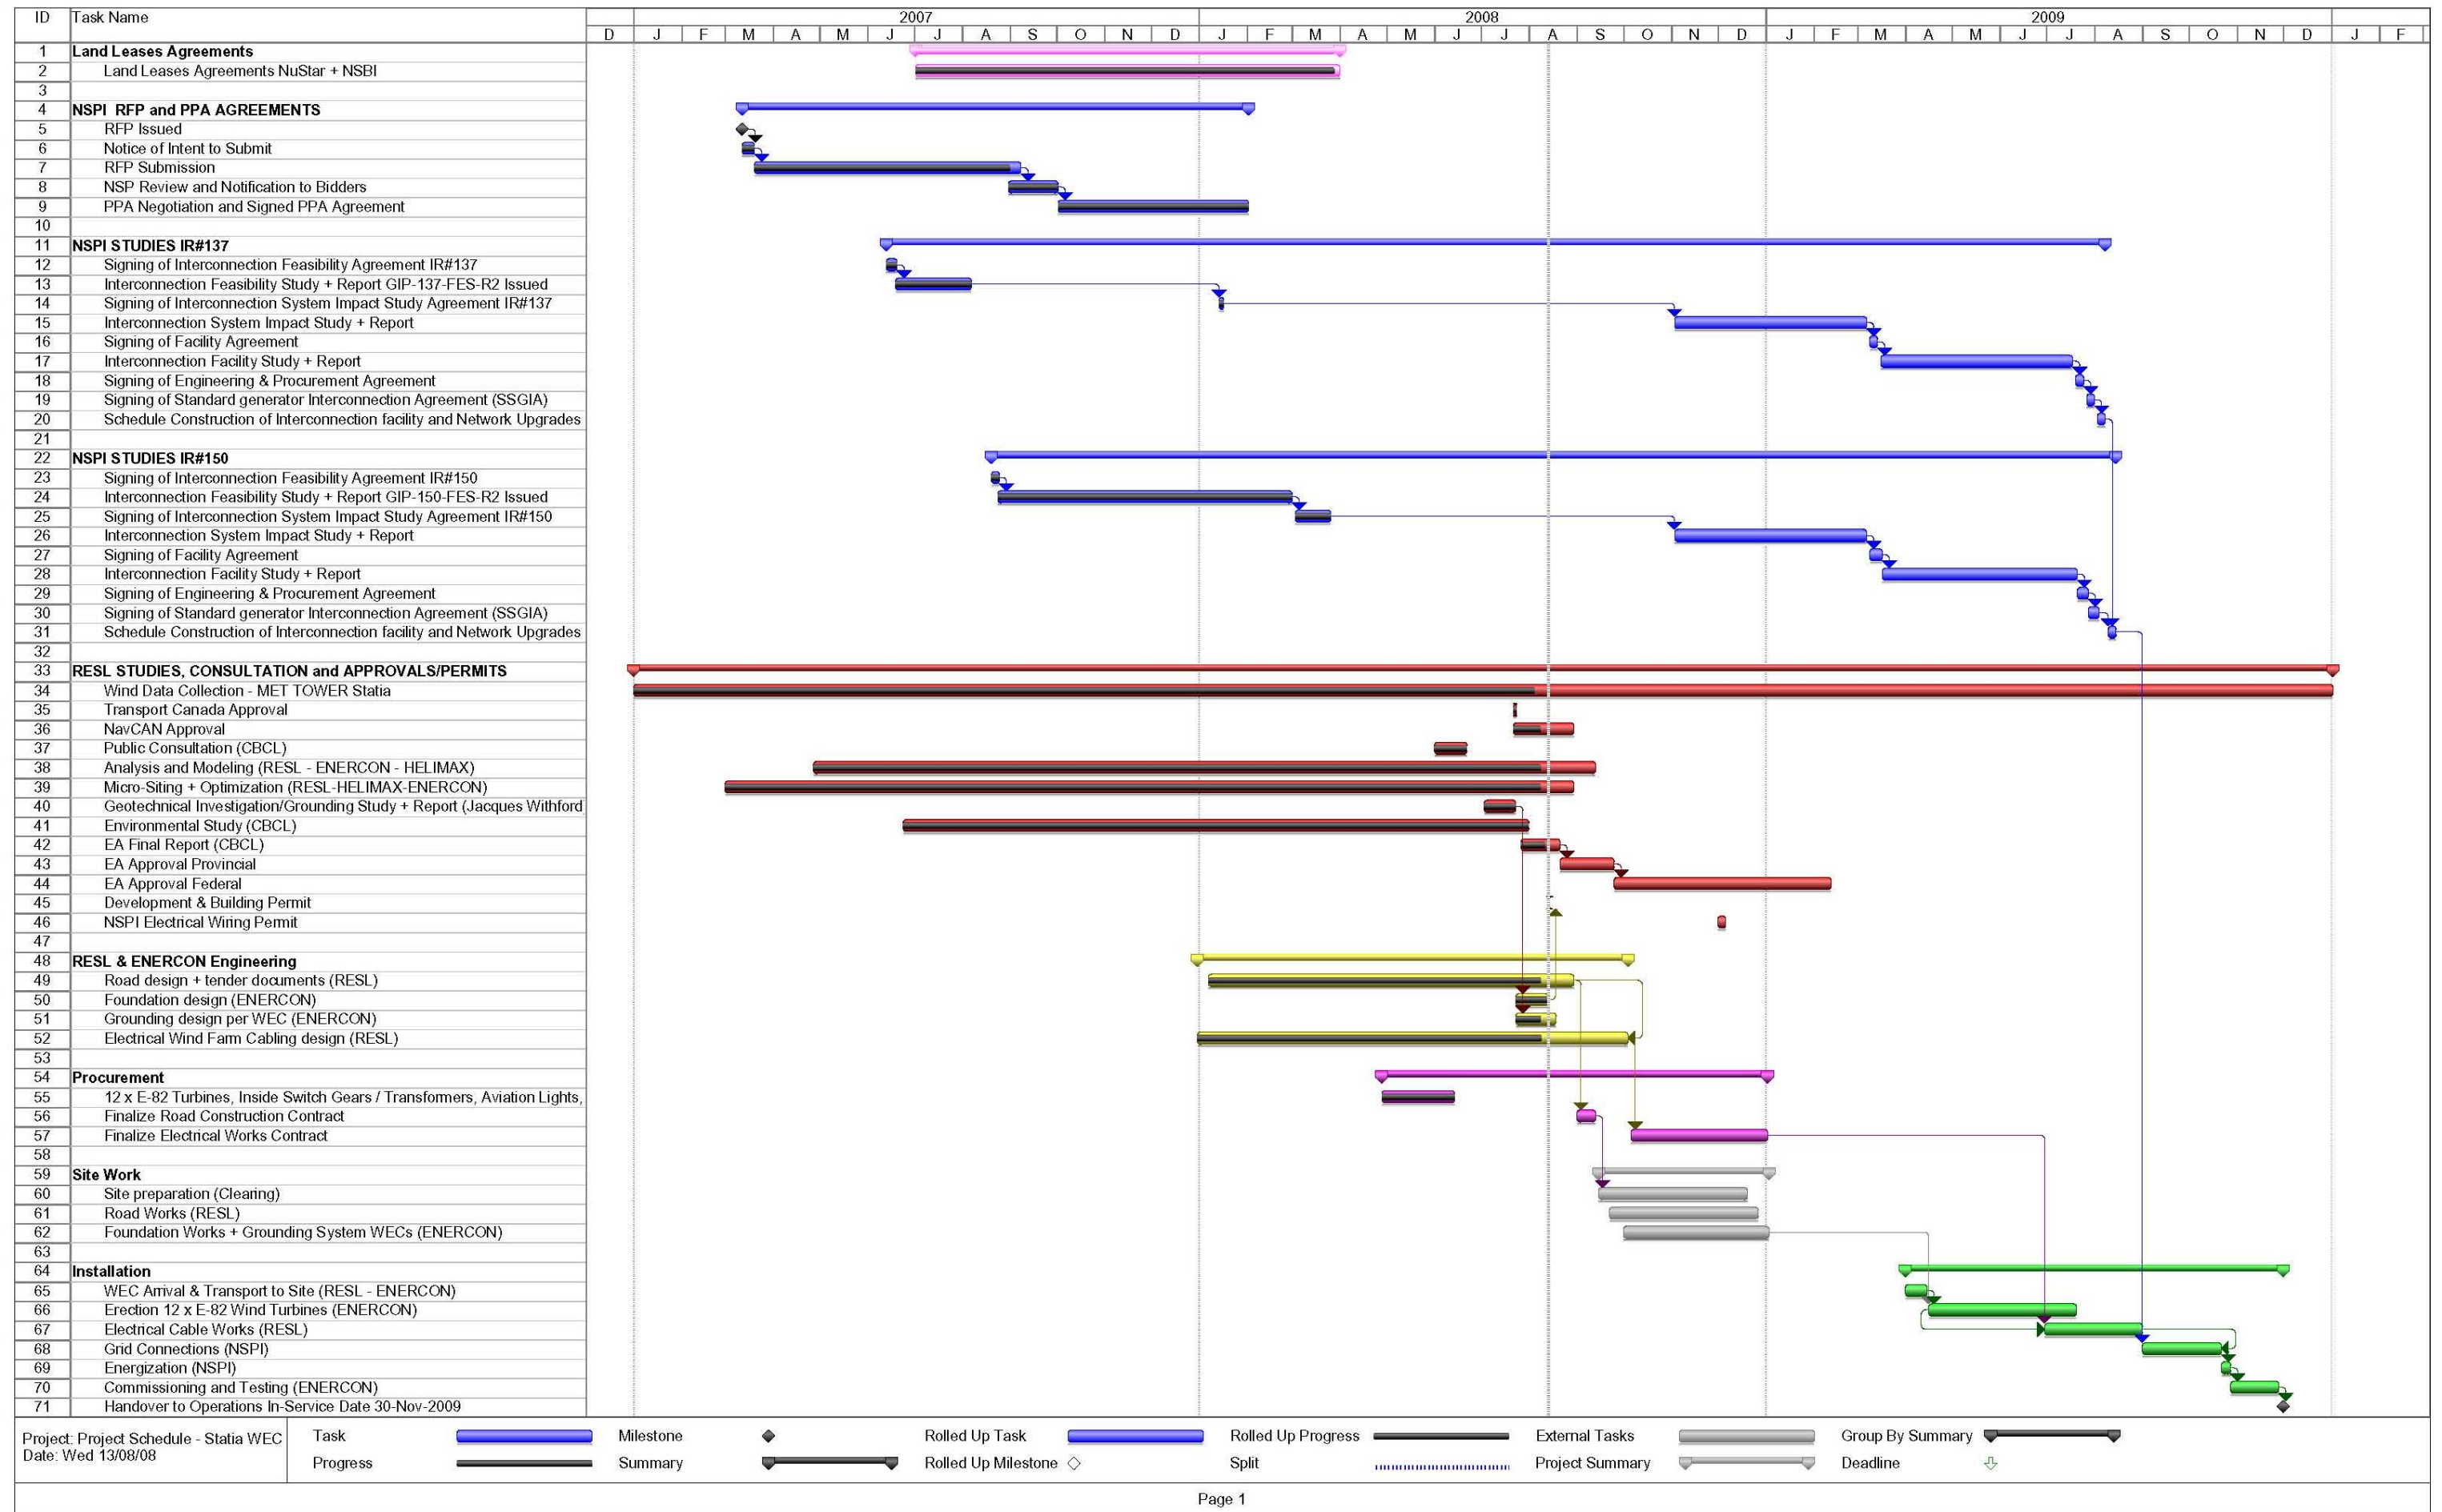 ID Task Name 2007 2008 2009
D J F M A M J J A S O N D J F M A M J J A S O N D J F M A M J J A S O N D J F
1 Land Leases Agreements
2 Land Leases Agreements NuStar + NSBI
3
4 NSPI RFP and PPA AGREEMENTS
5 RFP Issued
6 Notice of Intent to Submit
7 RFP Submission
8 NSP Review and Notification to Bidders
9 PPA Negotiation and Signed PPA Agreement
10
11 NSPI STUDIES IR#137
12 Signing of Interconnection Feasibility Agreement IR#137
13 Interconnection Feasibility Study + Report GIP-137-FES-R2 Issued
14 Signing of Interconnection System Impact Study Agreement IR#137
15 Interconnection System Impact Study + Report
16 Signing of Facility Agreement
17 Interconnection Facility Study + Report
18 Signing of Engineering & Procurement Agreement
19 Signing of Standard generator Interconnection Agreement (SSGIA)
20 Schedule Construction of Interconnection facility and Network Upgrades
21
22 NSPI STUDIES IR#150
23 Signing of Interconnection Feasibility Agreement IR#150
24 Interconnection Feasibility Study + Report GIP-150-FES-R2 Issued
25 Signing of Interconnection System Impact Study Agreement IR#150
26 Interconnection System Impact Study + Report
27 Signing of Facility Agreement
28 Interconnection Facility Study + Report
29 Signing of Engineering & Procurement Agreement
30 Signing of Standard generator Interconnection Agreement (SSGIA)
31 Schedule Construction of Interconnection facility and Network Upgrades
32
33 RESL STUDIES, CONSULTATION and APPROVALS/PERMITS
34 Wind Data Collection - MET TOWER Statia
35 Transport Canada Approval
36 NavCAN Approval
37 Public Consultation (CBCL)
38 Analysis and Modeling (RESL - ENERCON - HELIMAX)
39 Micro-Siting + Optimization (RESL-HELIMAX-ENERCON)
40 Geotechnical Investigation/Grounding Study + Report (Jacques Withford
41 Environmental Study (CBCL)
42 EA Final Report (CBCL)
43 EA Approval Provincial
44 EA Approval Federal
45 Development & Building Permit
46 NSPI Electrical Wiring Permit
47
48 RESL & ENERCON Engineering
49 Road design + tender documents (RESL)
50 Foundation design (ENERCON)
51 Grounding design per WEC (ENERCON)
52 Electrical Wind Farm Cabling design (RESL)
53
54 Procurement
55 12 x E-82 Turbines, Inside Switch Gears / Transformers, Aviation Lights,
56 Finalize Road Construction Contract
57 Finalize Electrical Works Contract
58
59 Site Work
60 Site preparation (Clearing)
61 Road Works (RESL)
62 Foundation Works + Grounding System WECs (ENERCON)
63
64 Installation
65 WEC Arrival & Transport to Site (RESL - ENERCON)
66 Erection 12 x E-82 Wind Turbines (ENERCON)
67 Electrical Cable Works (RESL)
68 Grid Connections (NSPI)
69 Energization (NSPI)
70 Commissioning and Testing (ENERCON)
71 Handover to Operations In-Service Date 30-Nov-2009
Project: Project Schedule - Statia WEC
Date: Wed 13/08/08
Task Milestone Rolled Up Task Rolled Up Progress External Tasks Group By Summary
Progress Summary Rolled Up Milestone Split Project Summary Deadline
Page 1